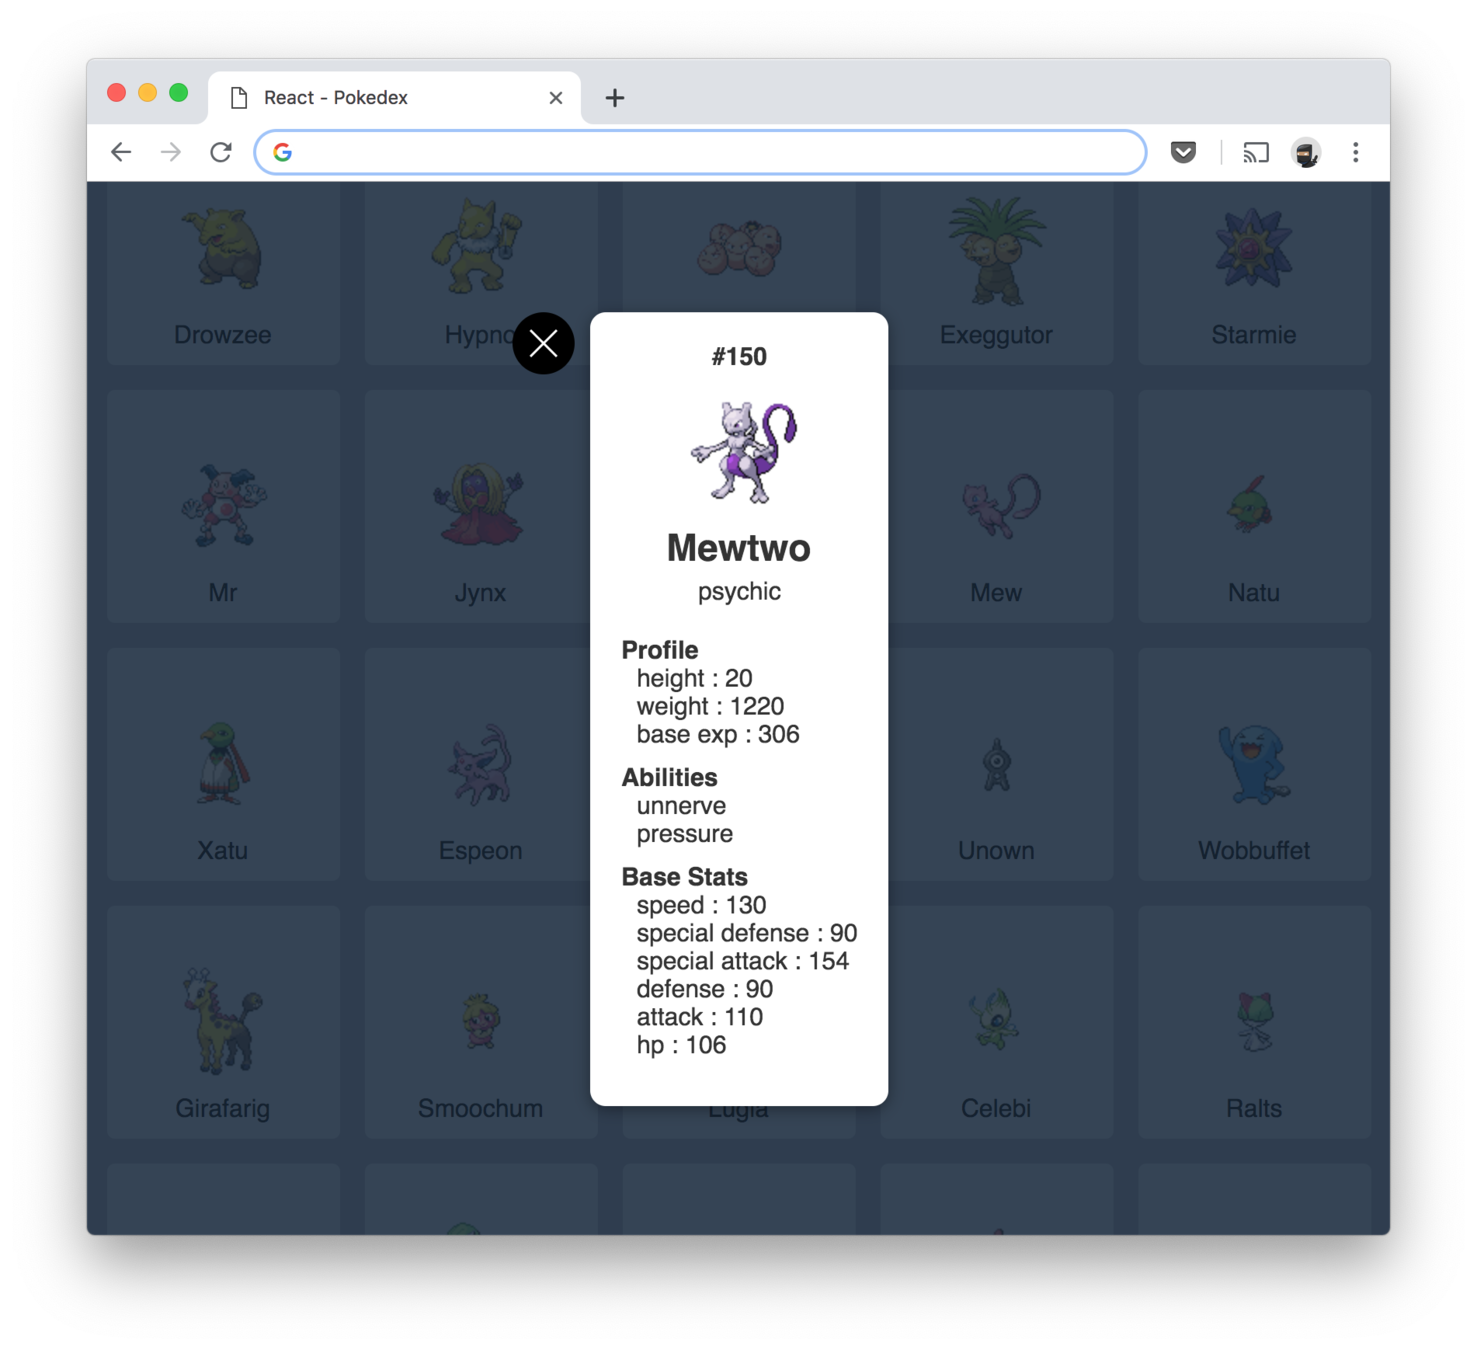 React - Pokedex
Drowzee
Hypno
Exeggutor
Starmie
#150
Mewtwo
psychic
Profile
height : 20
weight : 1220
base exp : 306
Abilities
unnerve
pressure
Base Stats
speed : 130
special defense : 90
special attack : 154
defense : 90
attack : 110
hp : 106
Mr
Jynx
Mew
Natu
Xatu
Espeon
Unown
Wobbuffet
Girafarig
Smoochum
Lugia
Celebi
Ralts